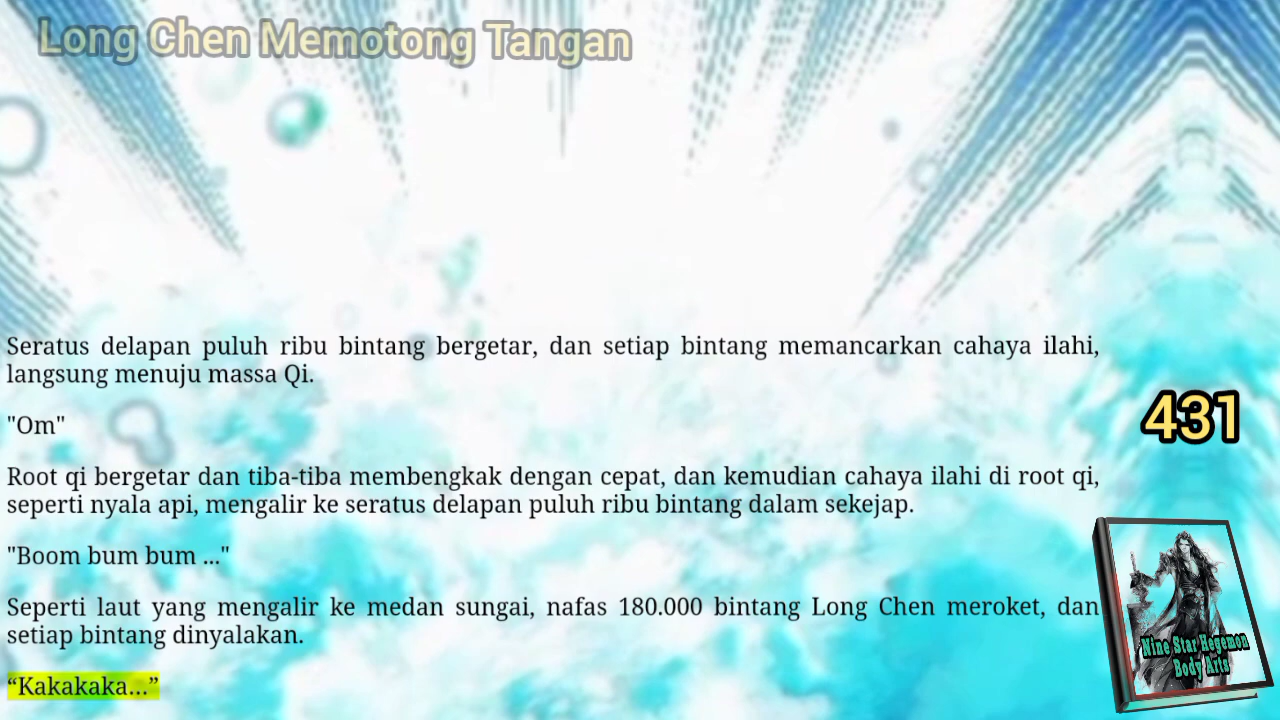 Long Chen Memotong Tangan
Seratus delapan puluh ribu bintang bergetar, dan setiap bintang memancarkan cahaya ilahi,
langsung menuju massa Qi.
"Om"
Root qi bergetar dan tiba-tiba membengkak dengan cepat, dan kemudian cahaya ilahi di root qi,
seperti nyala api, mengalir ke seratus delapan puluh ribu bintang dalam sekejap.
"Boom bum bum ..."
Seperti laut yang mengalir ke medan sungai, nafas 180.000 bintang Long Chen meroket, dan
setiap bintang dinyalakan.
“Kakakaka…”
431
Nine Star Hegemon
Body Arts